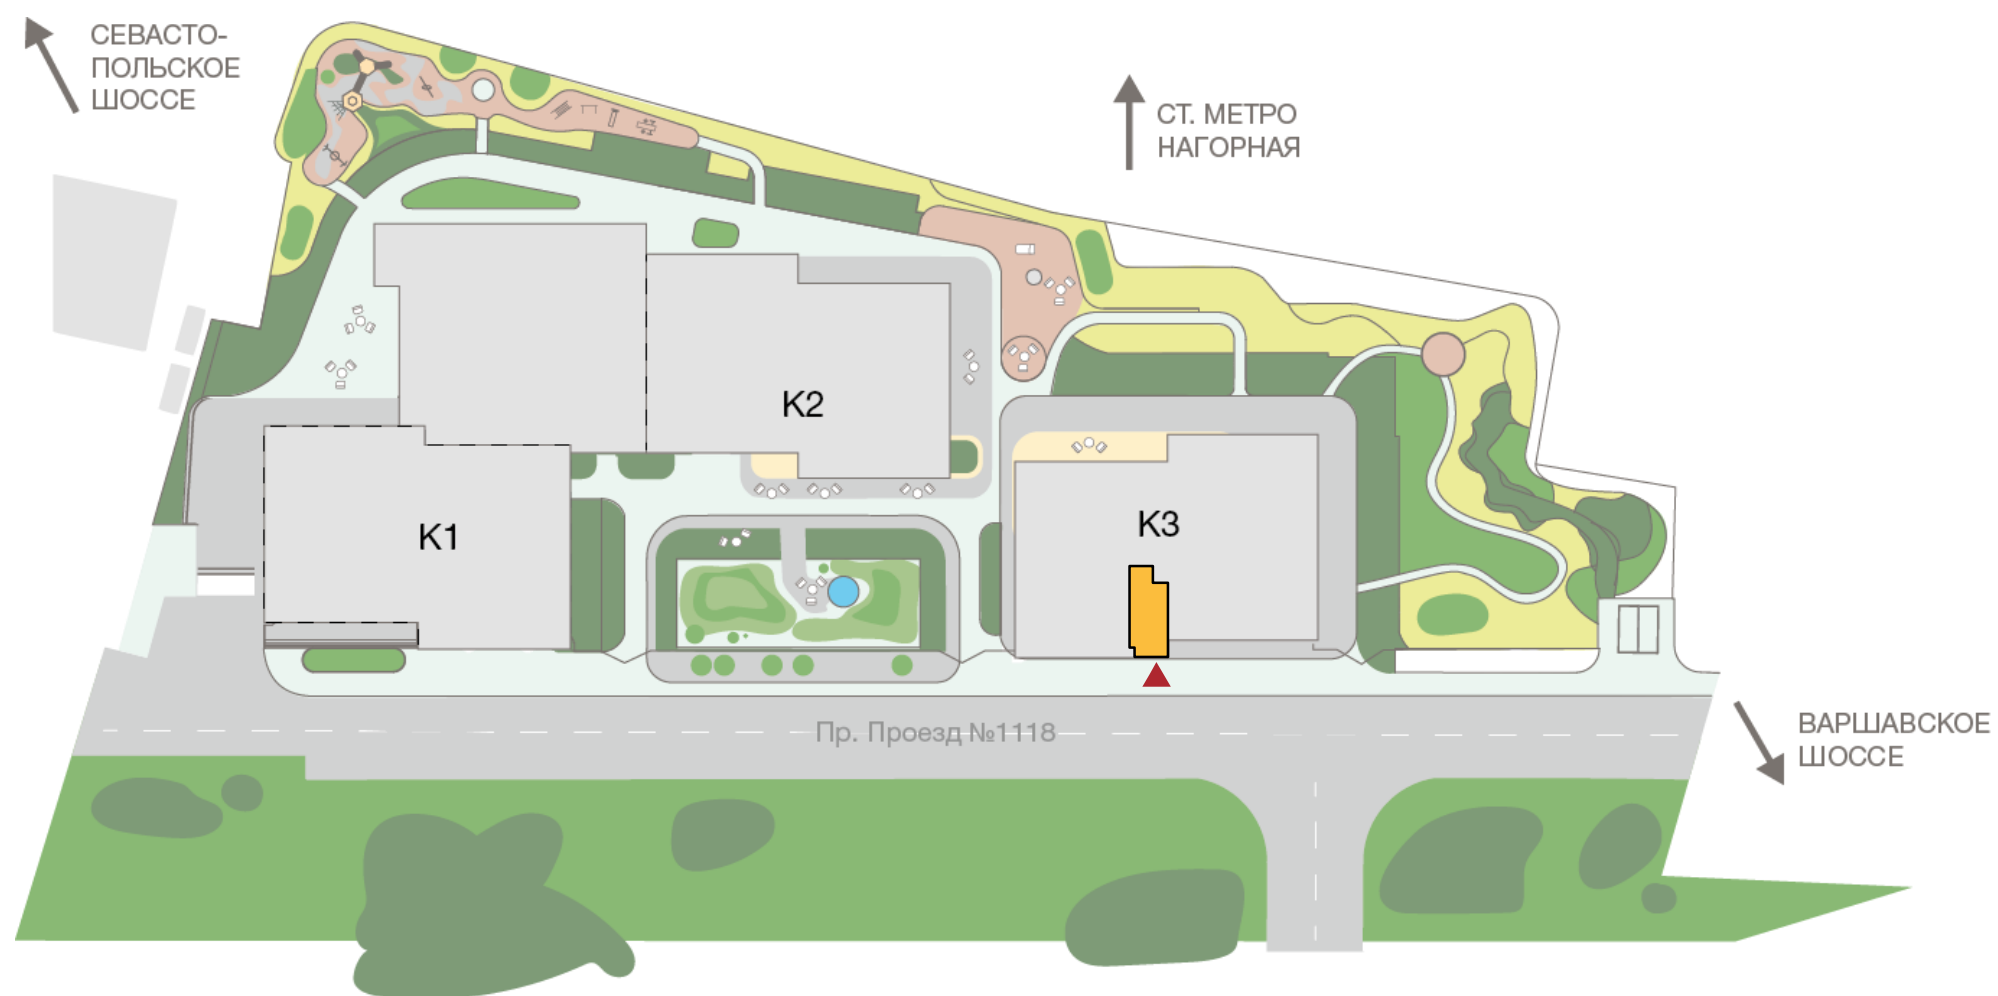 СЕВАСТО-
ПОЛЬСКОЕ
ШОССЕ
СТ. МЕТРО
НАГОРНАЯ
К2
К3
К1
Пр. Проезд №1118
ВАРШАВСКОЕ
ШОССЕ